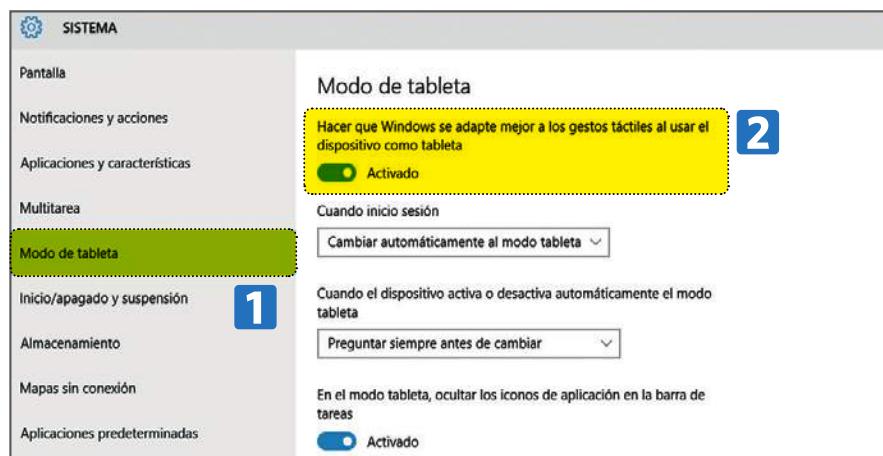 SISTEMA
Pantalla
Notificaciones y acciones
Aplicaciones y características
Multitarea
Modo de tableta
Inicio/apagado y suspensión
1
Almacenamiento
Mapas sin conexión
Aplicaciones predeterminadas
Modo de tableta
Hacer que Windows se adapte mejor a los gestos táctiles al usar el
dispositivo como tableta
Activado
2
Cuando inicio sesión
Cambiar automáticamente al modo tableta
Cuando el dispositivo activa o desactiva automáticamente el modo
tableta
Preguntar siempre antes de cambiar
En el modo tableta, ocultar los iconos de aplicación en la barra de
tareas
Activado